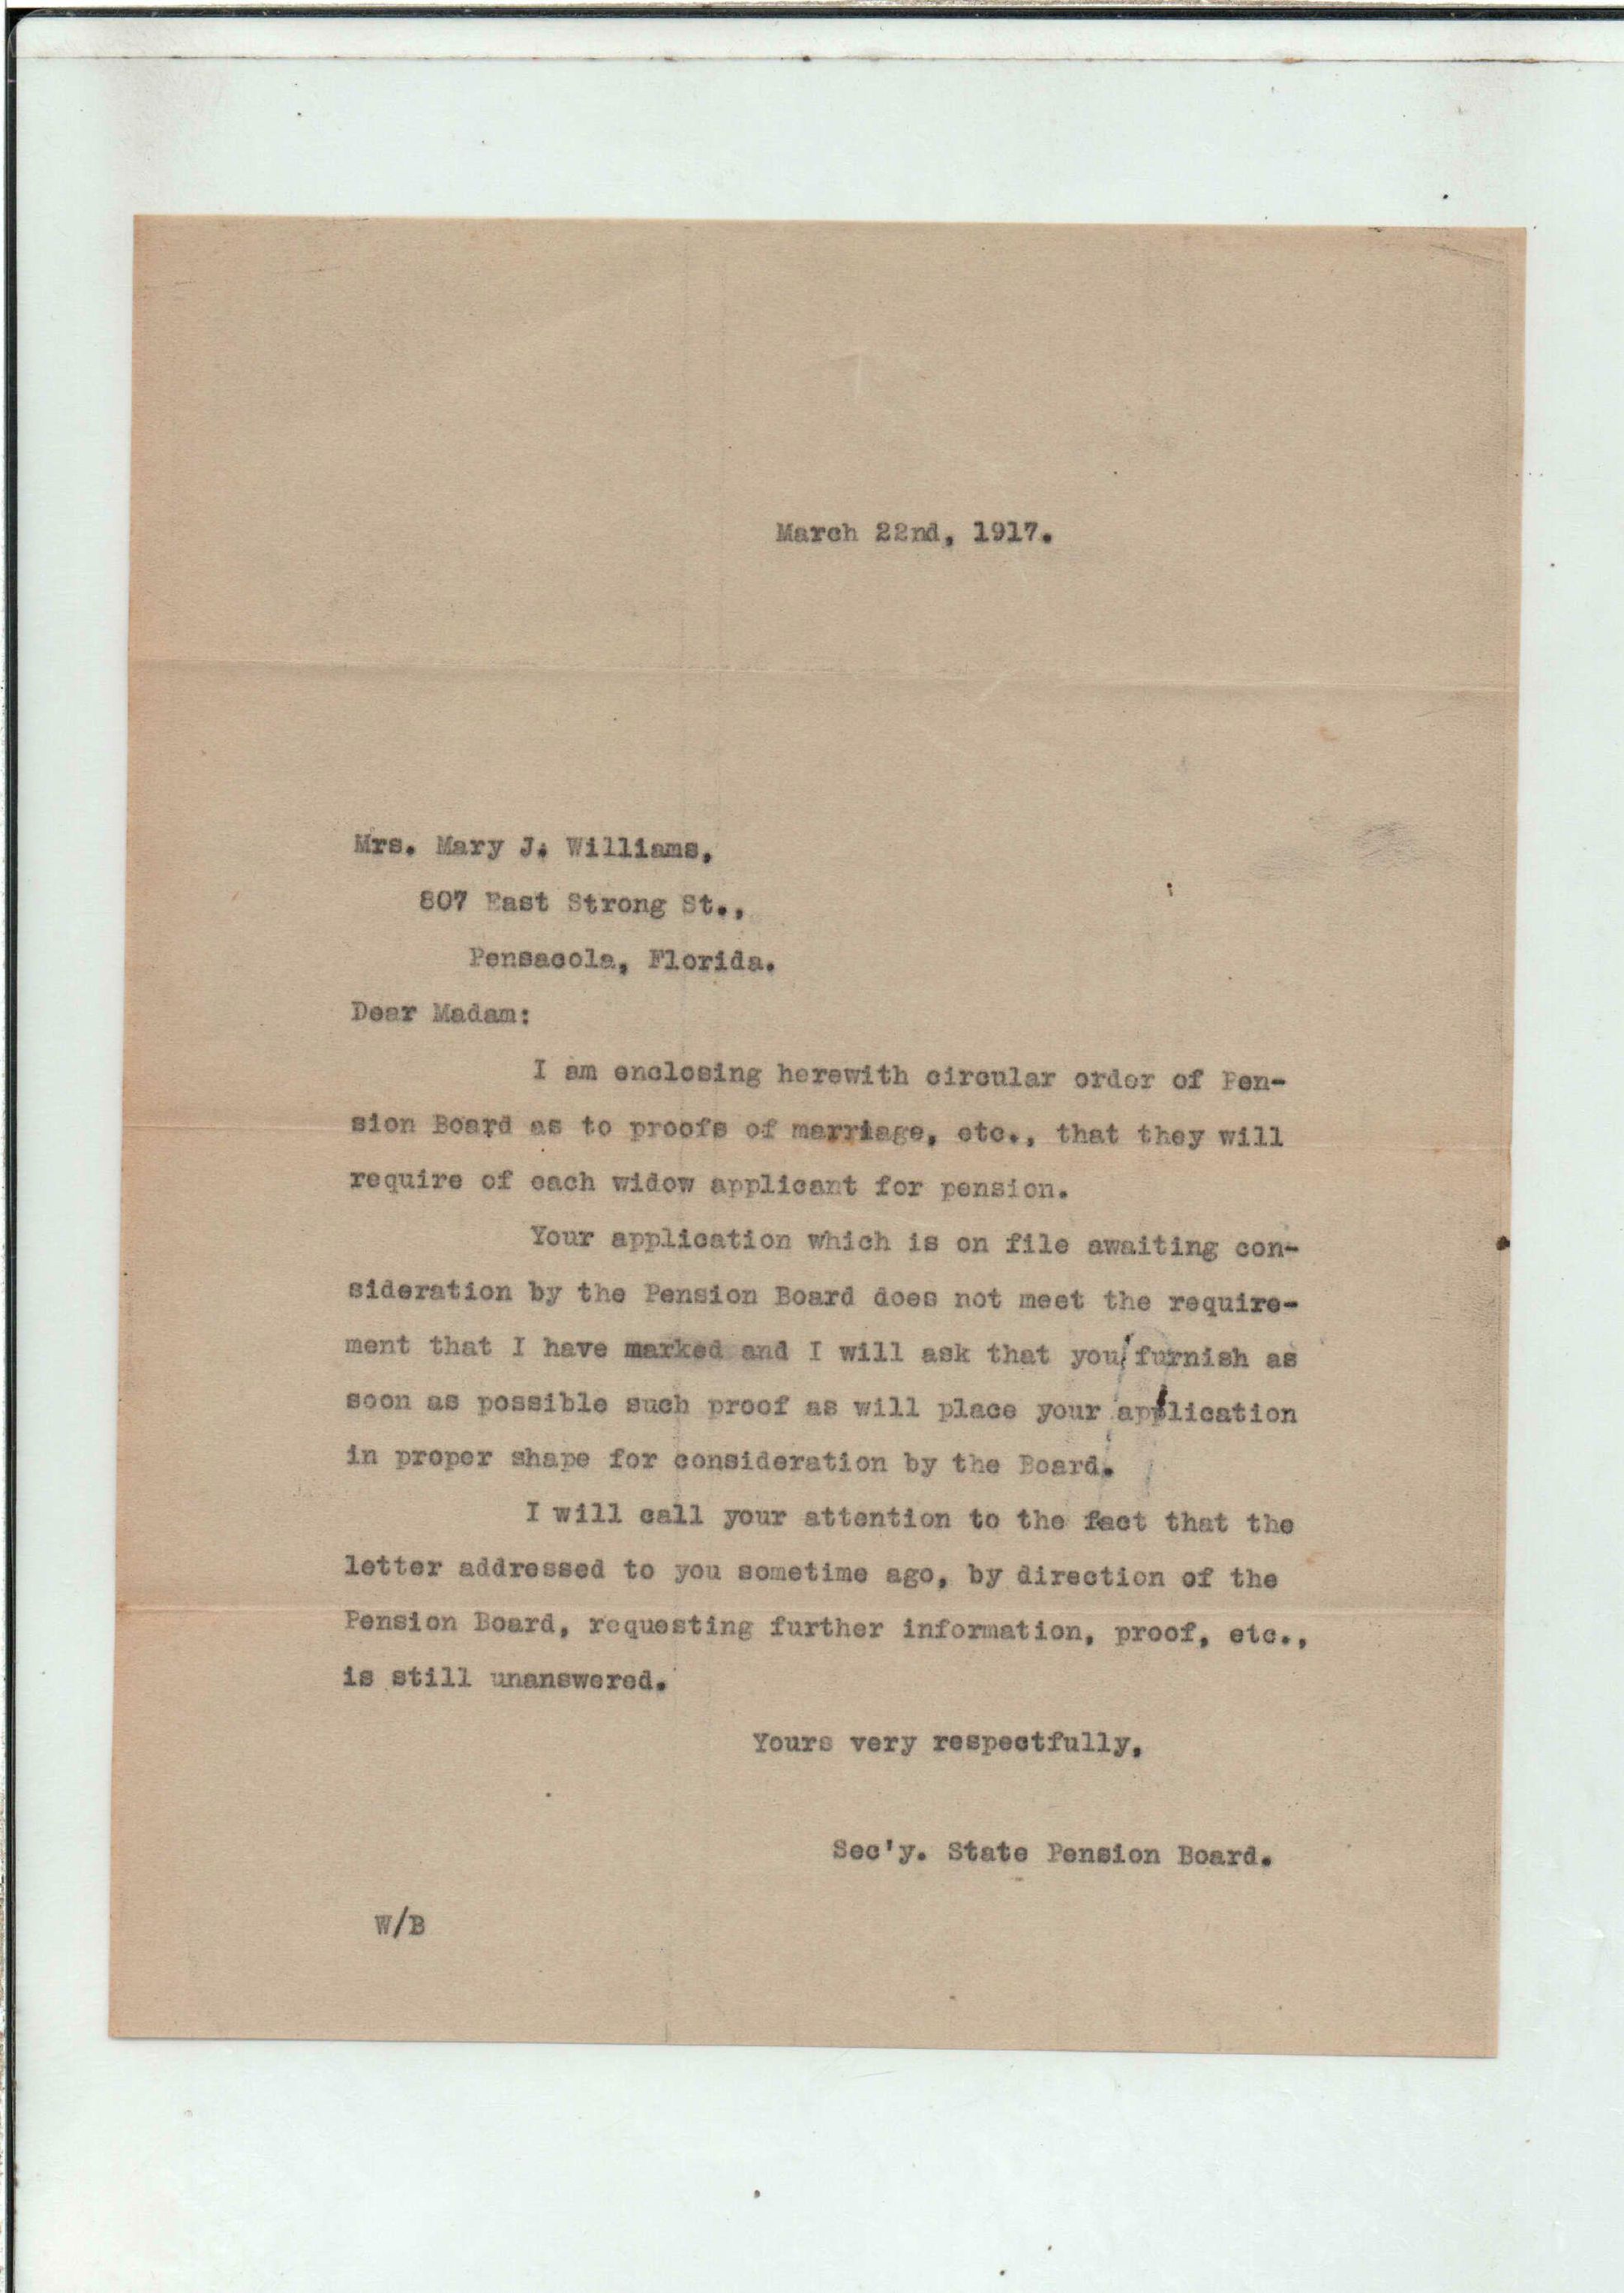 March 22nd, 1917.
Mrs. Mary J. Williams,
807 East Strong St.,
Pensacola, Florida.
Dear Madam:
I am enclosing herewith circular order of Pen-
sion Board as to proofs of marriage, etc., that they will
require of each widow applicant for pension.
Your application which is on file awaiting con-
sideration by the Pension Board does not meet the require-
ment that I have marked and I will ask that you furnish as
soon as possible such proof as will place your application
in proper shape for consideration by the Board.
I will call your attention to the fact that the
letter addressed to you sometime ago, by direction of the
Pension Board, requesting further information, proof, etc.,
is still unanswered.
Yours very respectfully,
Sec'y. State Pension Board.
W/B